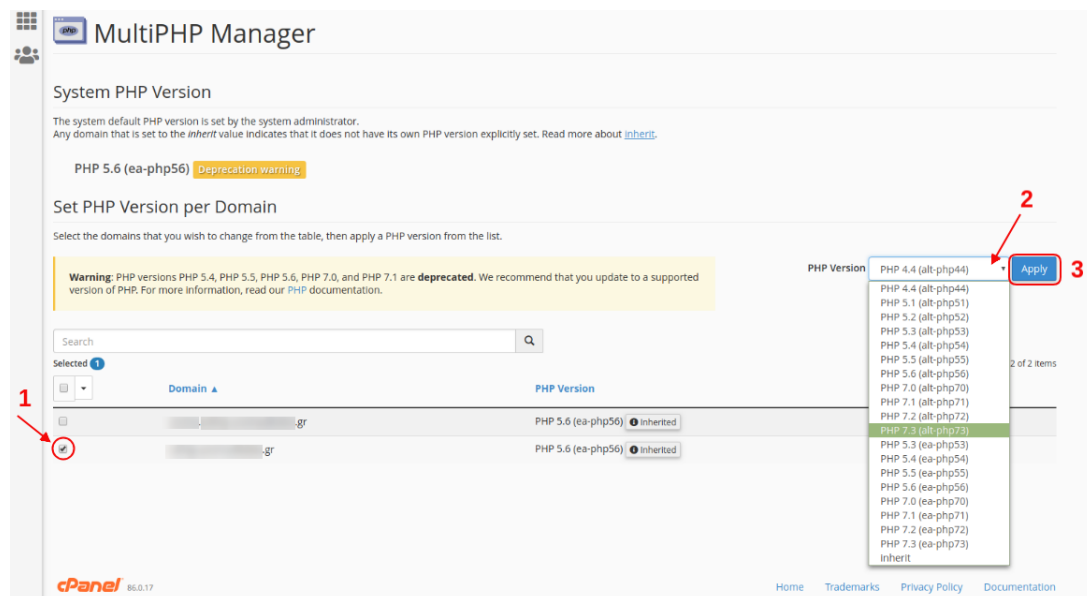 php
MultiPHP Manager
System PHP Version
The system default PHP version is set by the system administrator.
Any domain that is set to the inherit value indicates that it does not have its own PHP version explicitly set. Read more about inherit.
PHP 5.6 (ea-php56) Deprecation warning
Set PHP Version per Domain
2
Select the domains that you wish to change from the table, then apply a PHP version from the list.
Warning: PHP versions PHP 5.4, PHP 5.5, PHP 5.6, PHP 7.0, and PHP 7.1 are deprecated. We recommend that you update to a supported
version of PHP. For more information, read our PHP documentation.
PHP Version PHP 4.4 (alt-php44) Apply 3
PHP 4.4 (alt-php44)
PHP 5.1 (alt-php51)
PHP 5.2 (alt-php52)
PHP 5.3 (alt-php53)
PHP 5.4 (alt-php54)
PHP 5.5 (alt-php55)
PHP 5.6 (alt-php56)
PHP 7.0 (alt-php70)
PHP 7.1 (alt-php71)
PHP 7.2 (alt-php72)
PHP 7.3 (alt-php73)
PHP 5.3 (ea-php53)
PHP 5.4 (ea-php54)
PHP 5.5 (ea-php55)
PHP 5.6 (ea-php56)
PHP 7.0 (ea-php70)
PHP 7.1 (ea-php71)
PHP 7.2 (ea-php72)
PHP 7.3 (ea-php73)
inherit
Search
Selected 1
2 of 2 items
Domain ▲ PHP Version
1
.gr PHP 5.6 (ea-php56) Inherited
.gr PHP 5.6 (ea-php56) Inherited
cPanel 86.0.17 Home Trademarks Privacy Policy Documentation